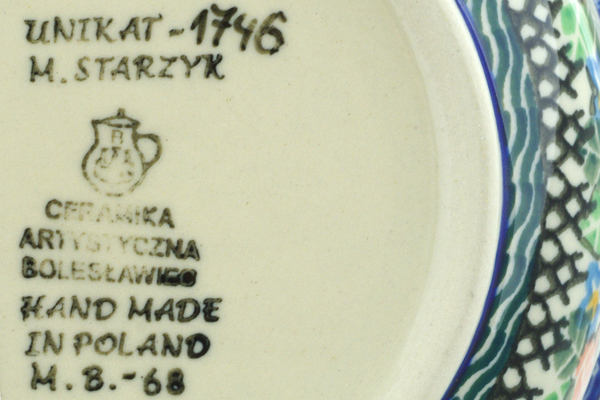 UNIKAT - 1746
M. STARZYK
CERAMIKA
ARTYSTYCZNA
BOLESŁAWIEC
HAND MADE
IN POLAND
M. B. - 68